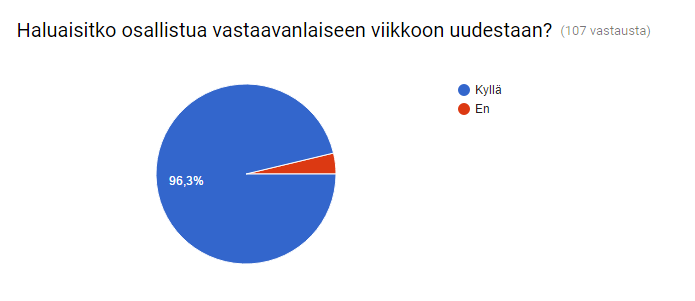 Haluaisitko osallistua vastaavanlaiseen viikkoon uudestaan? (107 vastausta)
Kyllä
En
96,3%